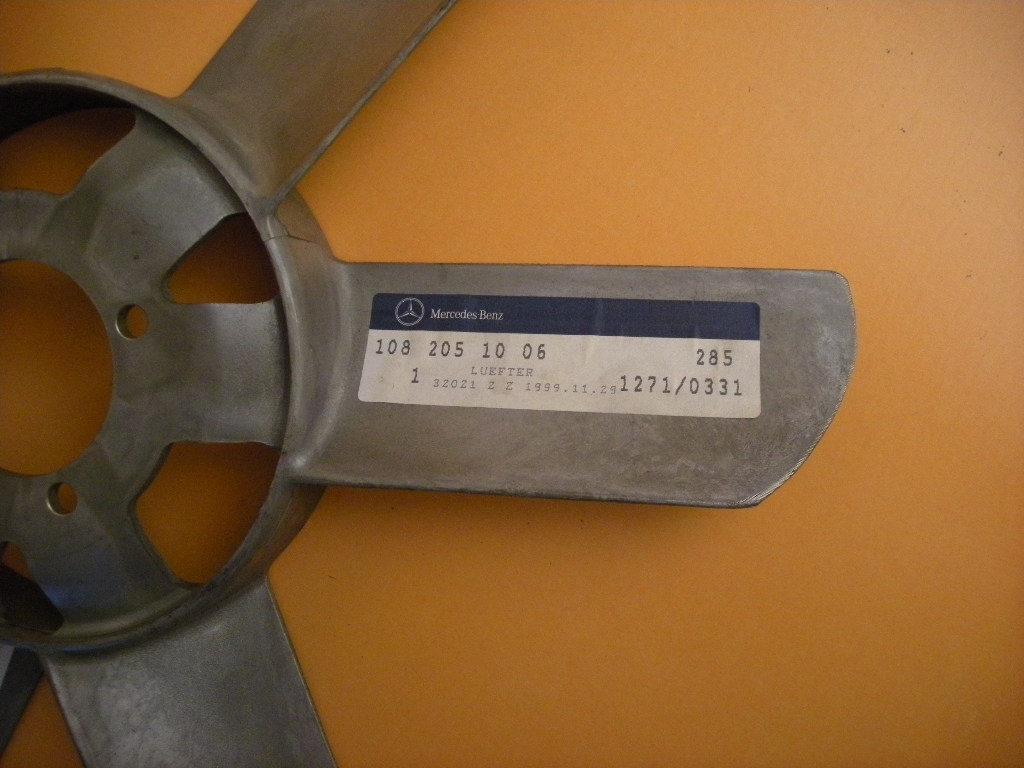 Mercedes-Benz
108 205 10 06 285
LUEFTER
1 32021 Z Z 1999.11.29 1271/0331